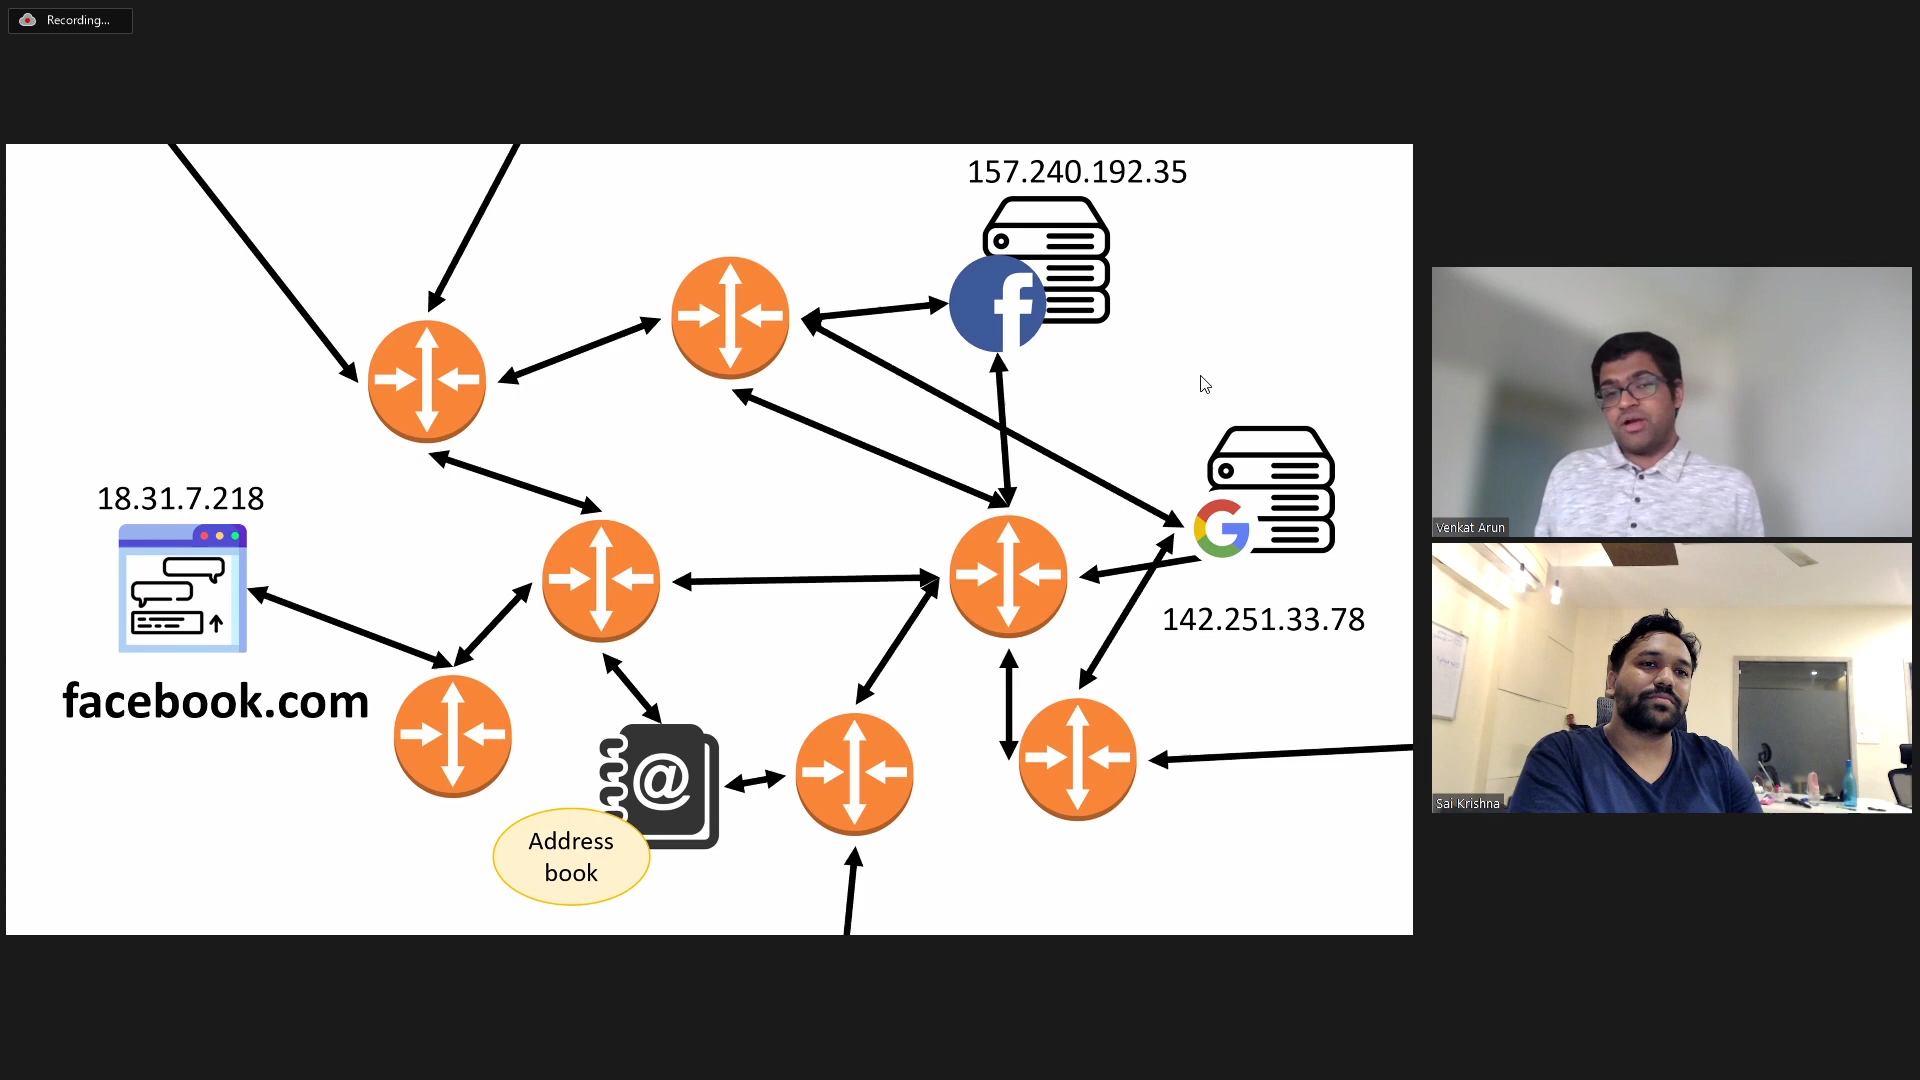 Recording...
157.240.192.35
18.31.7.218
facebook.com
142.251.33.78
@
Address
book
Venkat Arun
Sai Krishna